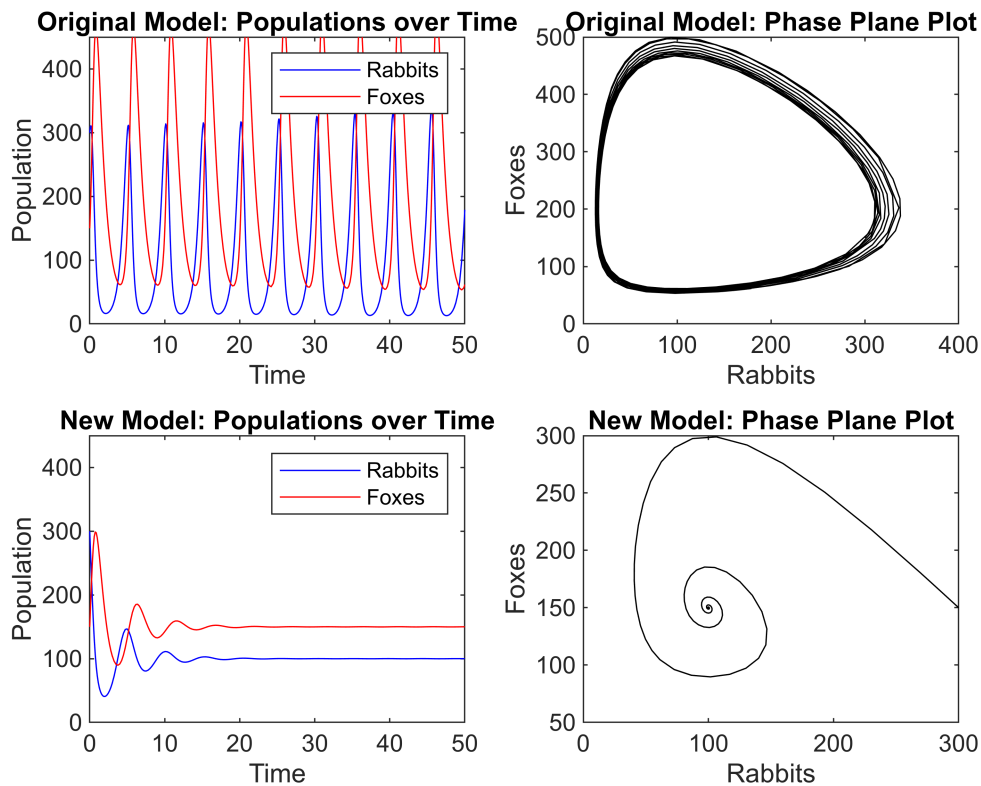 Original Model: Populations over Time
Population
400
300
200
100
0
0 10 20 30 40 50
Time
Rabbits
Foxes
Original Model: Phase Plane Plot
Foxes
500
400
300
200
100
0
0 100 200 300 400
Rabbits
New Model: Populations over Time
Population
400
300
200
100
0
0 10 20 30 40 50
Time
Rabbits
Foxes
New Model: Phase Plane Plot
Foxes
300
250
200
150
100
50
0 100 200 300
Rabbits